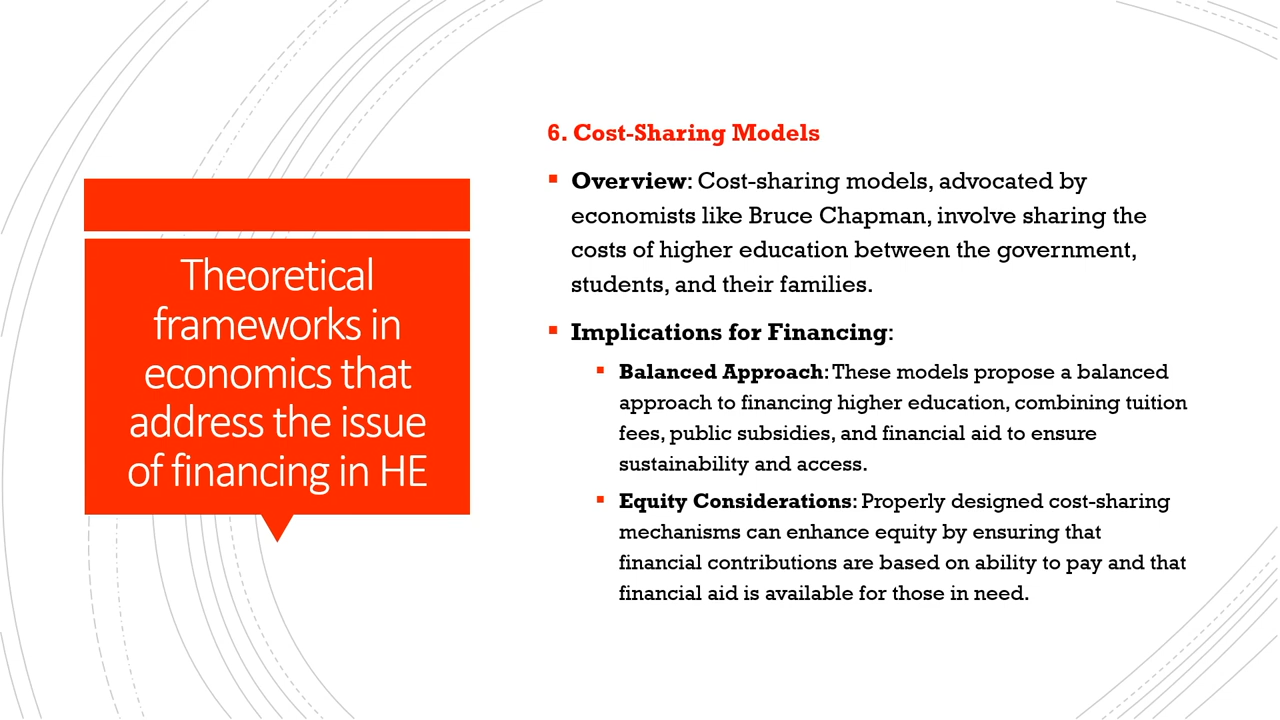 Theoretical
frameworks in
economics that
address the issue
of financing in HE
6. Cost-Sharing Models
▪ Overview: Cost-sharing models, advocated by
economists like Bruce Chapman, involve sharing the
costs of higher education between the government,
students, and their families.
▪ Implications for Financing:
▪ Balanced Approach: These models propose a balanced
approach to financing higher education, combining tuition
fees, public subsidies, and financial aid to ensure
sustainability and access.
▪ Equity Considerations: Properly designed cost-sharing
mechanisms can enhance equity by ensuring that
financial contributions are based on ability to pay and that
financial aid is available for those in need.